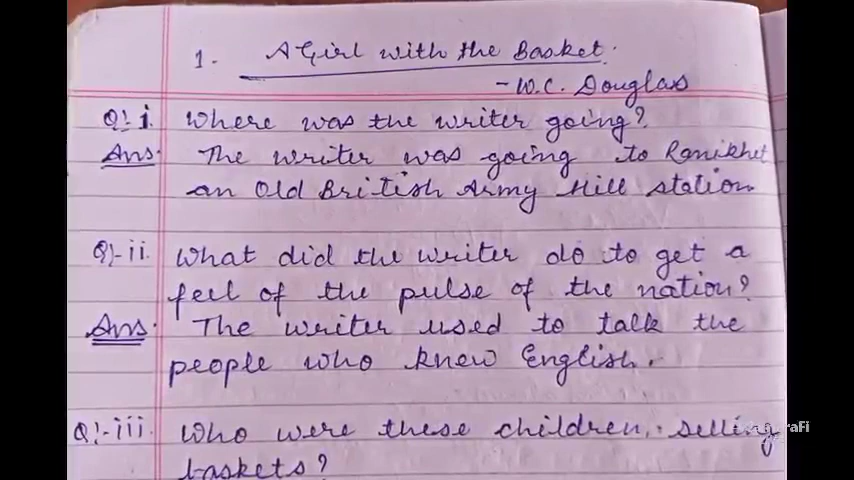 1. A Girl with the Basket.
- W.C. Douglas
Q:- i. Where was the writer going?
Ans:- The writer was going to Ranikhet
an Old British Army Hill station
Q:- ii. What did the writer do to get a
feel of the pulse of the nation?
Ans:- The writer used to talk the
people who knew English.
Q:- iii. Who were these children, selling
baskets?